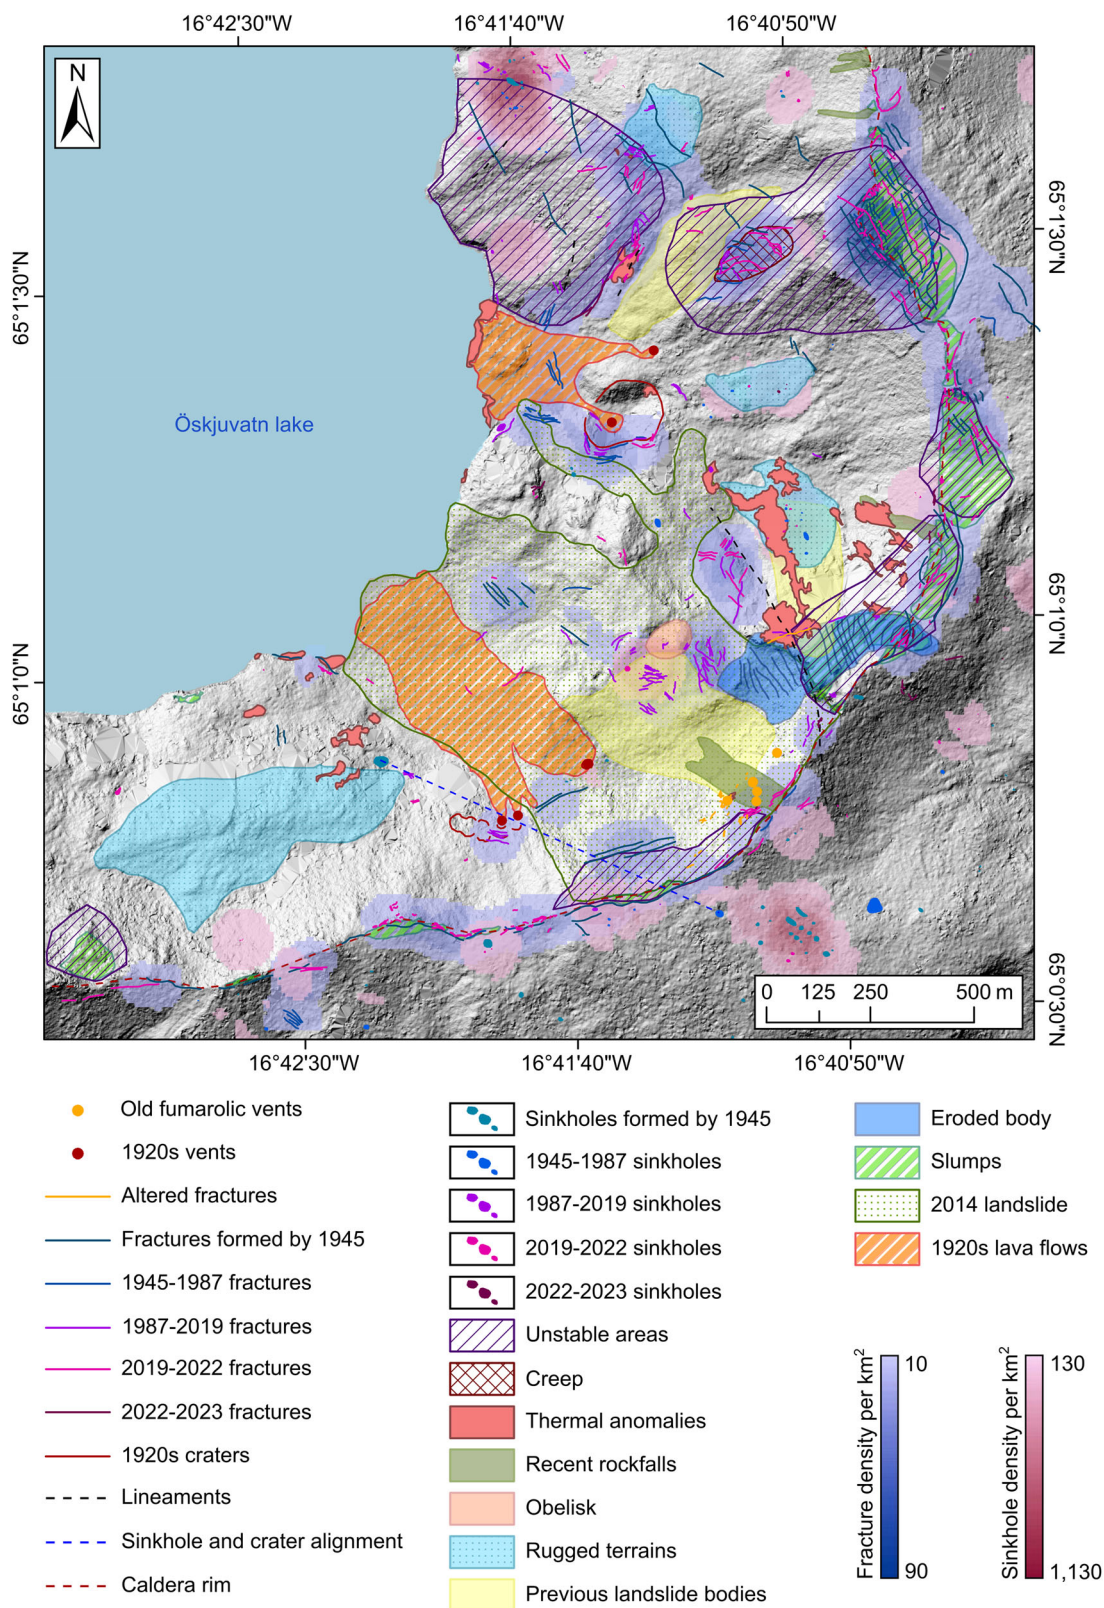 16°42'30"W 16°41'40"W 16°40'50"W
N
65°1'30"N
65°1'30"N
Öskjuvatn lake
65°1'0"N
65°1'0"N
65°0'30"N
0 125 250 500 m
16°42'30"W 16°41'40"W 16°40'50"W
Old fumarolic vents
1920s vents
Altered fractures
Fractures formed by 1945
1945-1987 fractures
1987-2019 fractures
2019-2022 fractures
2022-2023 fractures
1920s craters
Lineaments
Sinkhole and crater alignment
Caldera rim
Sinkholes formed by 1945
1945-1987 sinkholes
1987-2019 sinkholes
2019-2022 sinkholes
2022-2023 sinkholes
Unstable areas
Creep
Thermal anomalies
Recent rockfalls
Obelisk
Rugged terrains
Previous landslide bodies
Eroded body
Slumps
2014 landslide
1920s lava flows
Fracture density per km²
10
90
Sinkhole density per km²
130
1,130